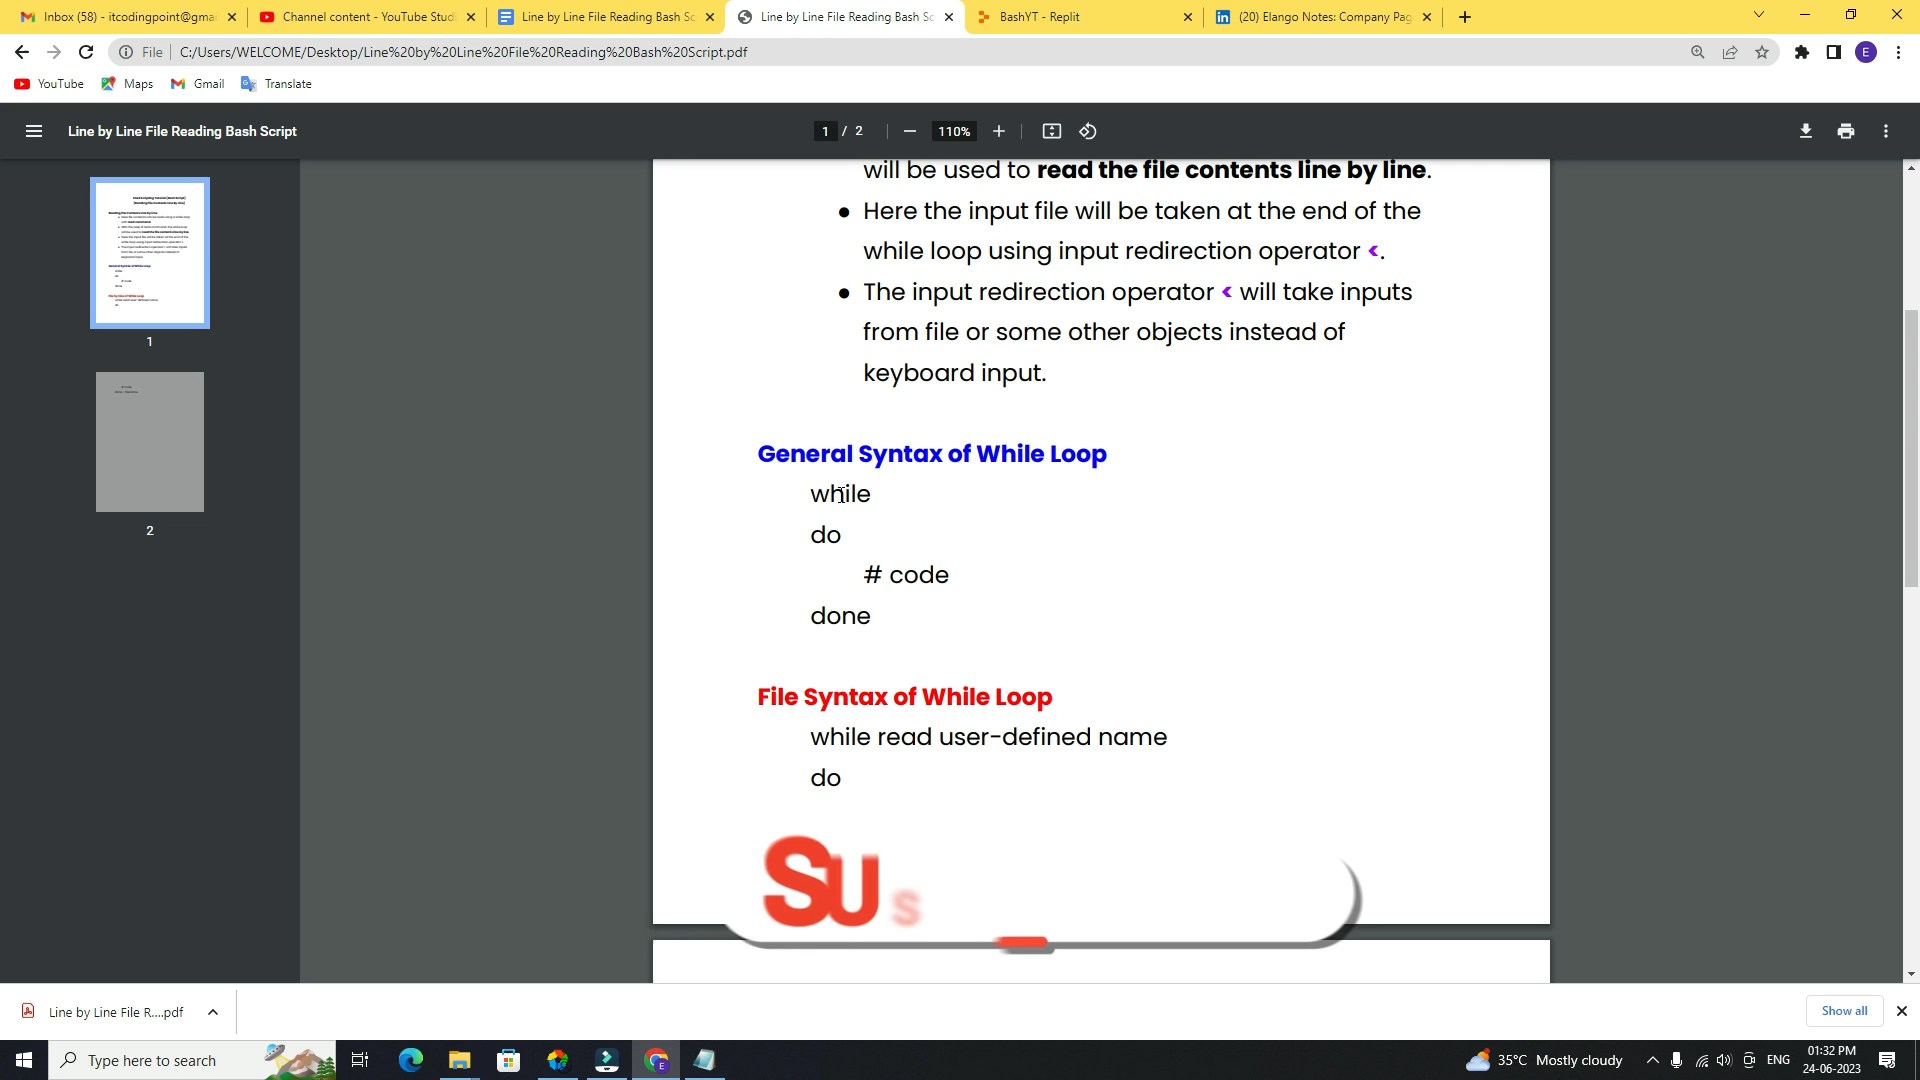 Inbox (58) - itcodingpoint@gmai
Channel content - YouTube Studi
Line by Line File Reading Bash Sc
Line by Line File Reading Bash Sc
BashYT - Replit
(20) Elango Notes: Company Pag
File
C:/Users/WELCOME/Desktop/Line%20by%20Line%20File%20Reading%20Bash%20Script.pdf
E
YouTube
Maps
Gmail
Translate
Line by Line File Reading Bash Script
1 / 2
110%
will be used to read the file contents line by line.
● Here the input file will be taken at the end of the
while loop using input redirection operator <.
● The input redirection operator < will take inputs
from file or some other objects instead of
keyboard input.
General Syntax of While Loop
while
do
# code
done
File Syntax of While Loop
while read user-defined name
do
SU s
1
2
Line by Line File R....pdf
Show all
Type here to search
35°C Mostly cloudy
ENG
01:32 PM
24-06-2023